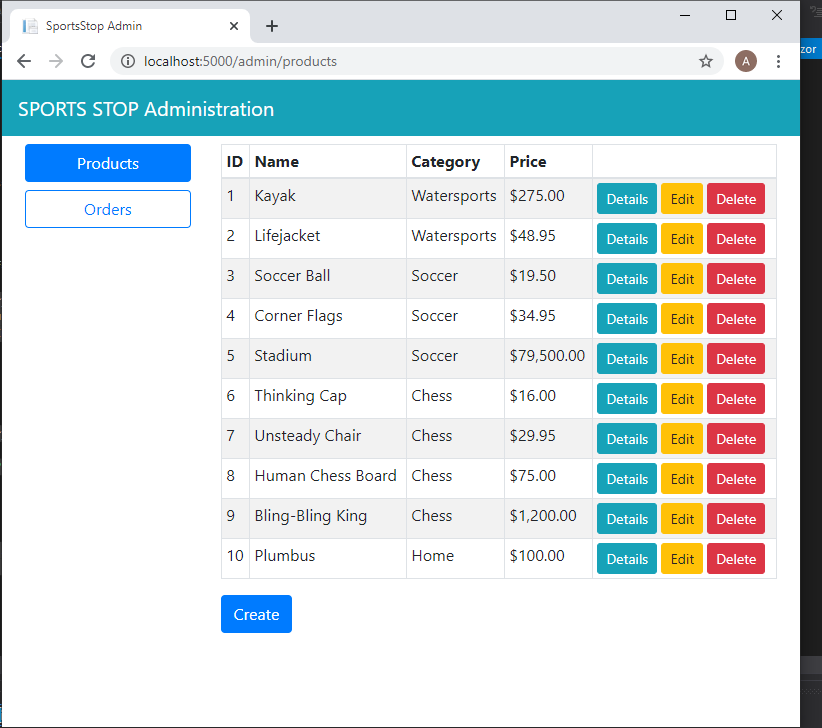 SportsStop Admin
zor
localhost:5000/admin/products
A
SPORTS STOP Administration
Products
Orders
ID Name Category Price
1 Kayak Watersports $275.00 Details Edit Delete
2 Lifejacket Watersports $48.95 Details Edit Delete
3 Soccer Ball Soccer $19.50 Details Edit Delete
4 Corner Flags Soccer $34.95 Details Edit Delete
5 Stadium Soccer $79,500.00 Details Edit Delete
6 Thinking Cap Chess $16.00 Details Edit Delete
7 Unsteady Chair Chess $29.95 Details Edit Delete
8 Human Chess Board Chess $75.00 Details Edit Delete
9 Bling-Bling King Chess $1,200.00 Details Edit Delete
10 Plumbus Home $100.00 Details Edit Delete
Create